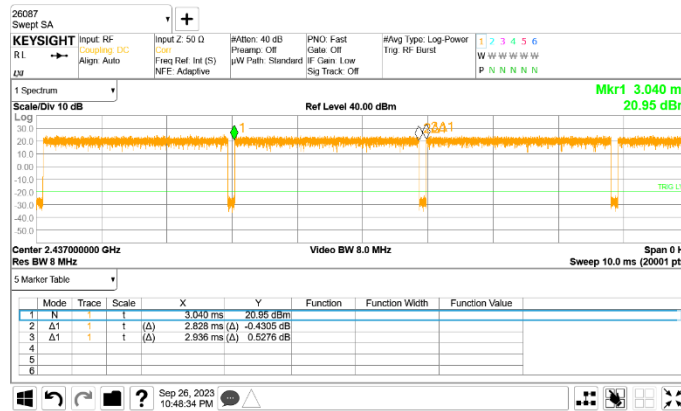 26087
Swept SA
KEYSIGHT Input: RF Input Z: 50 Ω #Atten: 40 dB PNO: Fast #Avg Type: Log-Power 1 2 3 4 5 6
R L Coupling: DC Corr Preamp: Off Gate: Off Trig: RF Burst W W W W W W
Align: Auto Freq Ref: Int (S) µW Path: Standard IF Gain: Low P N N N N N
LXI NFE: Adaptive Sig Track: Off
1 Spectrum Mkr1 3.040 m
Scale/Div 10 dB Ref Level 40.00 dBm 20.95 dB
Log
30.0 1 Δ1
20.0
10.0
0.00
-10.0
-20.0 TRIG L
-30.0
-40.0
-50.0
Center 2.437000000 GHz Video BW 8.0 MHz Span 0 H
Res BW 8 MHz Sweep 10.0 ms (20001 pt
5 Marker Table
Mode Trace Scale X Y Function Function Width Function Value
1 N 1 t 3.040 ms 20.95 dBm
2 Δ1 1 t (Δ) 2.828 ms (Δ) -0.4305 dB
3 Δ1 1 t (Δ) 2.936 ms (Δ) 0.5276 dB
4
5
6
? Sep 26, 2023
10:48:34 PM